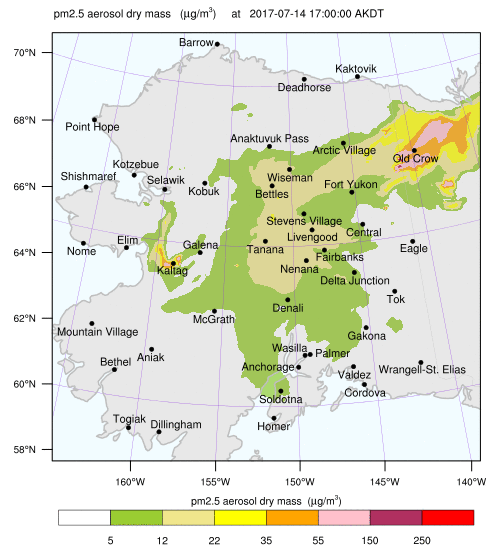 pm2.5 aerosol dry mass (μg/m³) at 2017-07-14 17:00:00 AKDT
70°N
68°N
66°N
64°N
62°N
60°N
58°N
Barrow
Kaktovik
Deadhorse
Point Hope
Anaktuvuk Pass
Arctic Village
Old Crow
Kotzebue
Shishmaref
Selawik
Kobuk
Wiseman
Bettles
Fort Yukon
Stevens Village
Livengood
Central
Nome
Elim
Galena
Tanana
Fairbanks
Eagle
Kaltag
Nenana
Delta Junction
Tok
Denali
McGrath
Mountain Village
Gakona
Aniak
Wasilla
Palmer
Bethel
Anchorage
Valdez
Wrangell-St. Elias
Soldotna
Cordova
Togiak
Dillingham
Homer
160°W
155°W
150°W
145°W
140°W
pm2.5 aerosol dry mass (μg/m³)
5
12
22
35
55
150
250